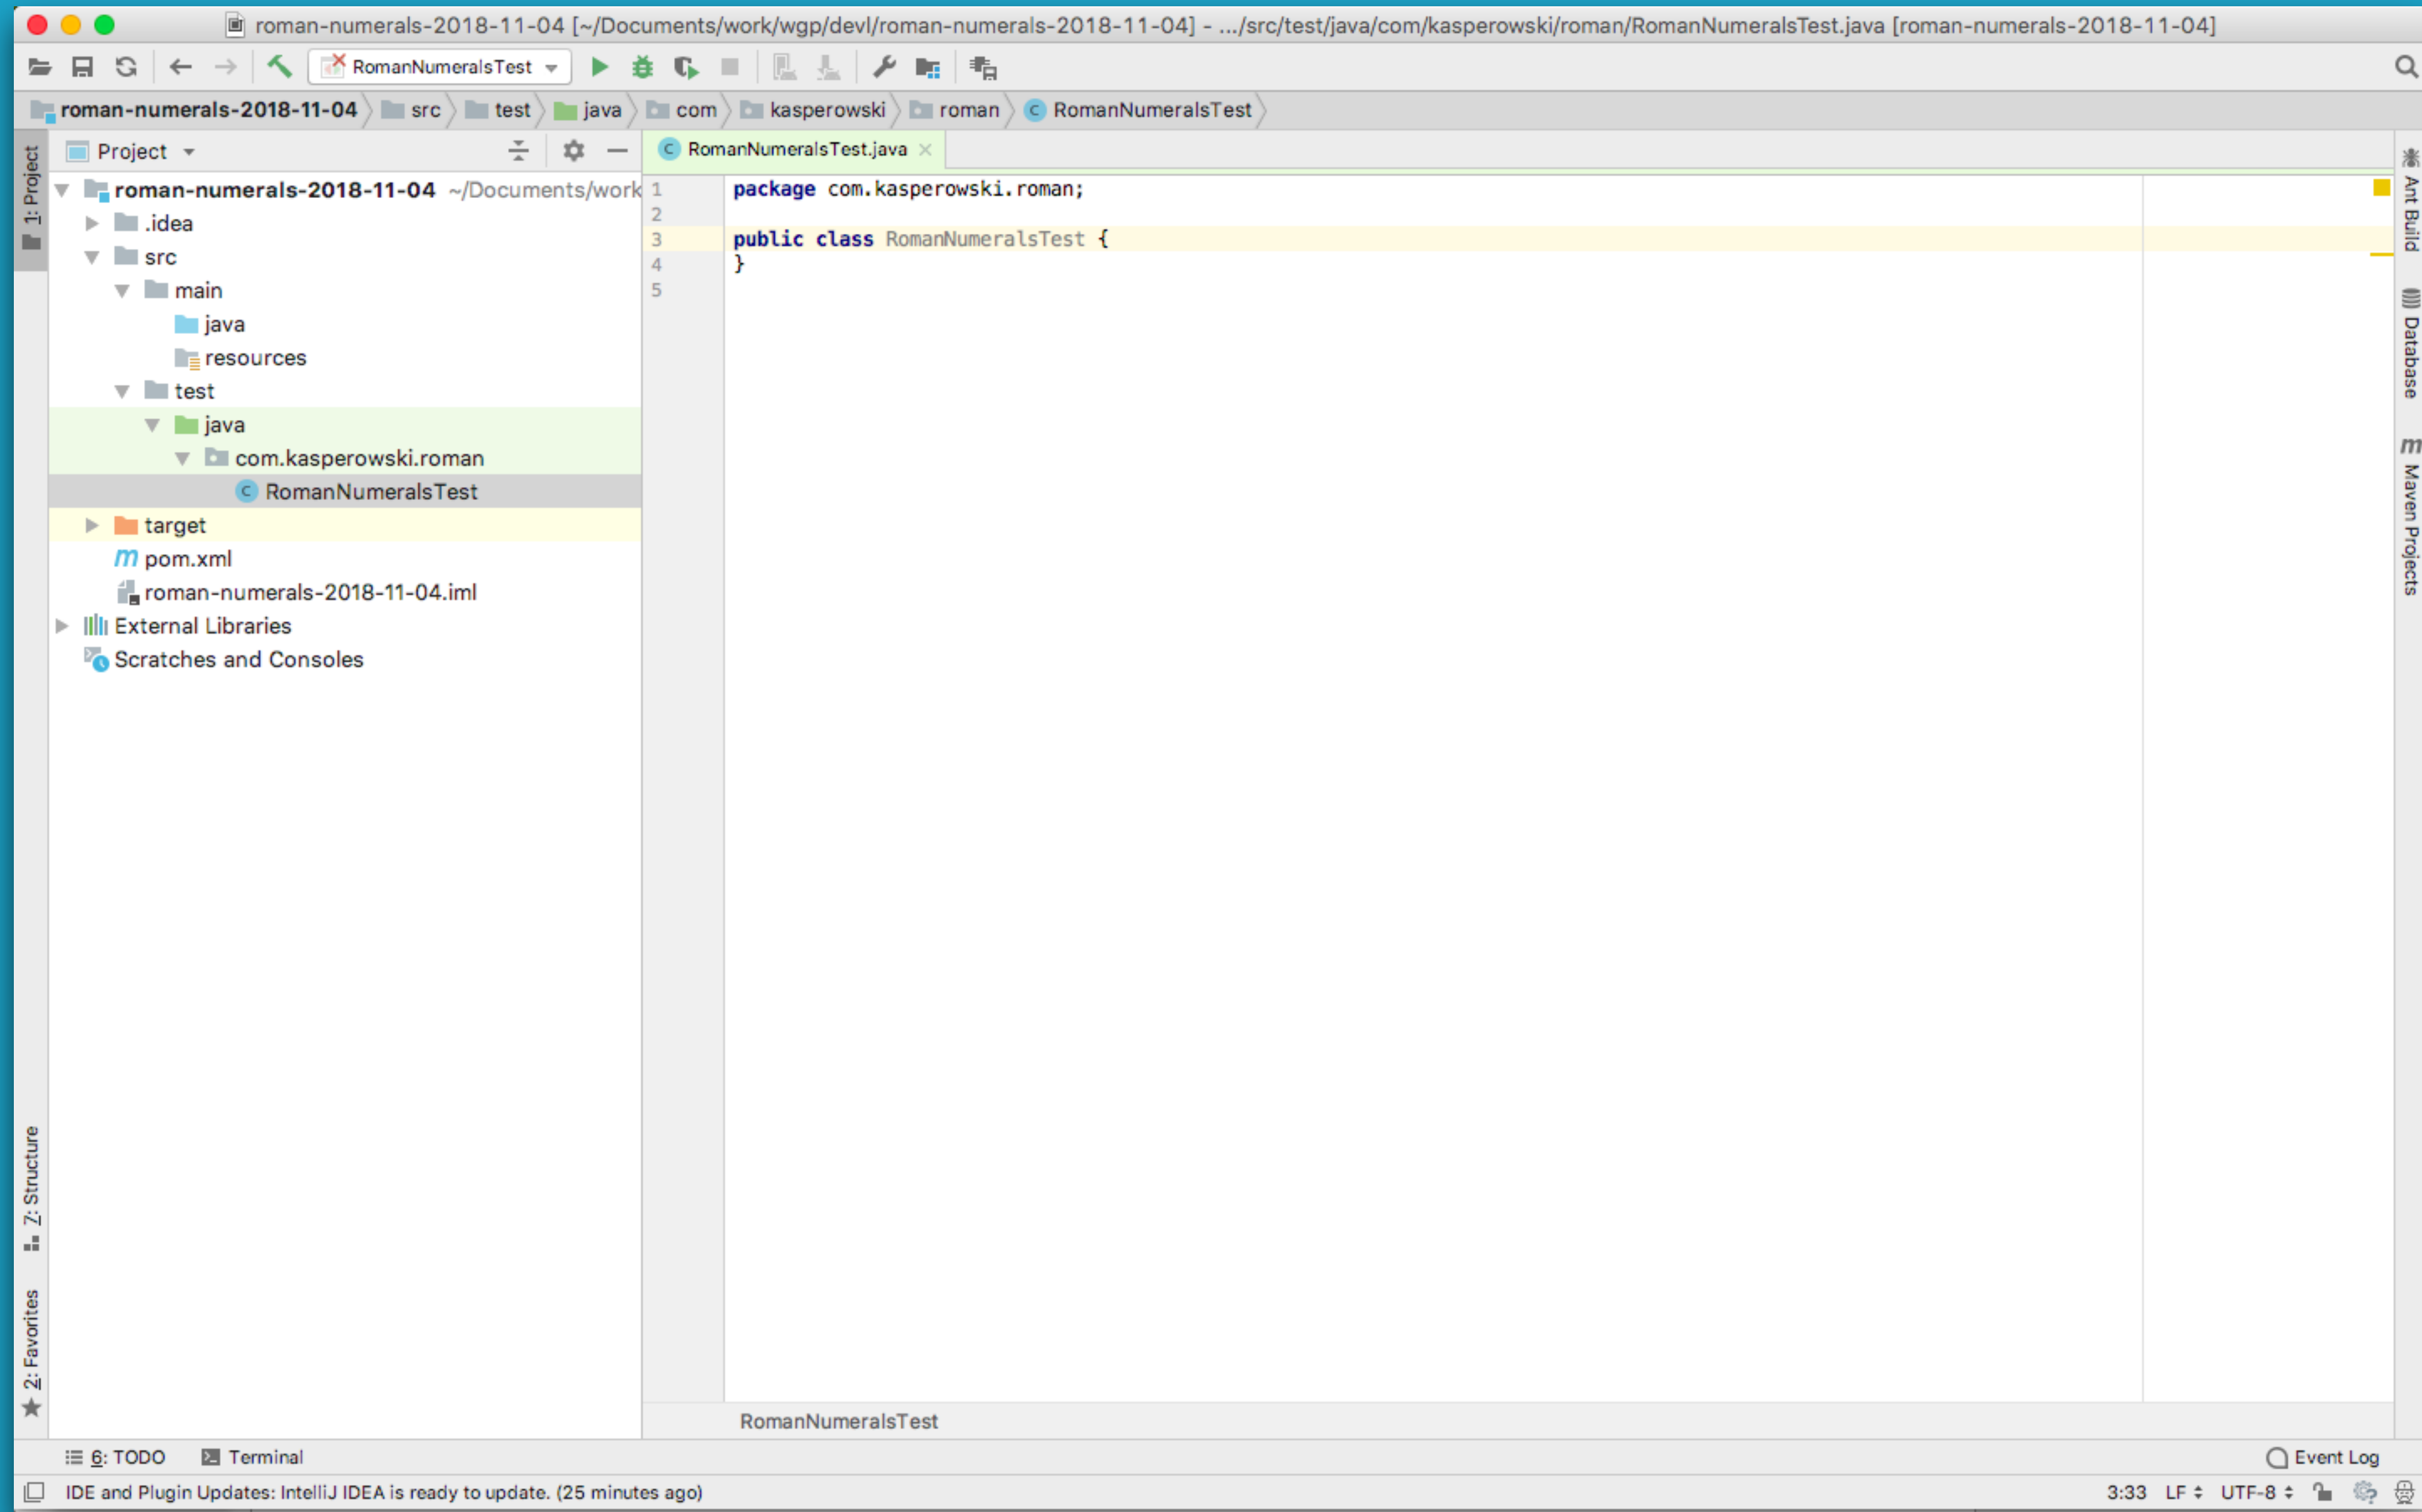 roman-numerals-2018-11-04 [~/Documents/work/wgp/devl/roman-numerals-2018-11-04] - .../src/test/java/com/kasperowski/roman/RomanNumeralsTest.java [roman-numerals-2018-11-04]
RomanNumeralsTest
roman-numerals-2018-11-04 src test java com kasperowski roman RomanNumeralsTest
1: Project
Project
roman-numerals-2018-11-04 ~/Documents/work
.idea
src
main
java
resources
test
java
com.kasperowski.roman
RomanNumeralsTest
target
pom.xml
roman-numerals-2018-11-04.iml
External Libraries
Scratches and Consoles
RomanNumeralsTest.java
1 package com.kasperowski.roman;
2
3 public class RomanNumeralsTest {
4 }
5
RomanNumeralsTest
Ant Build
Database
Maven Projects
7: Structure
2: Favorites
6: TODO Terminal Event Log
IDE and Plugin Updates: IntelliJ IDEA is ready to update. (25 minutes ago) 3:33 LF UTF-8